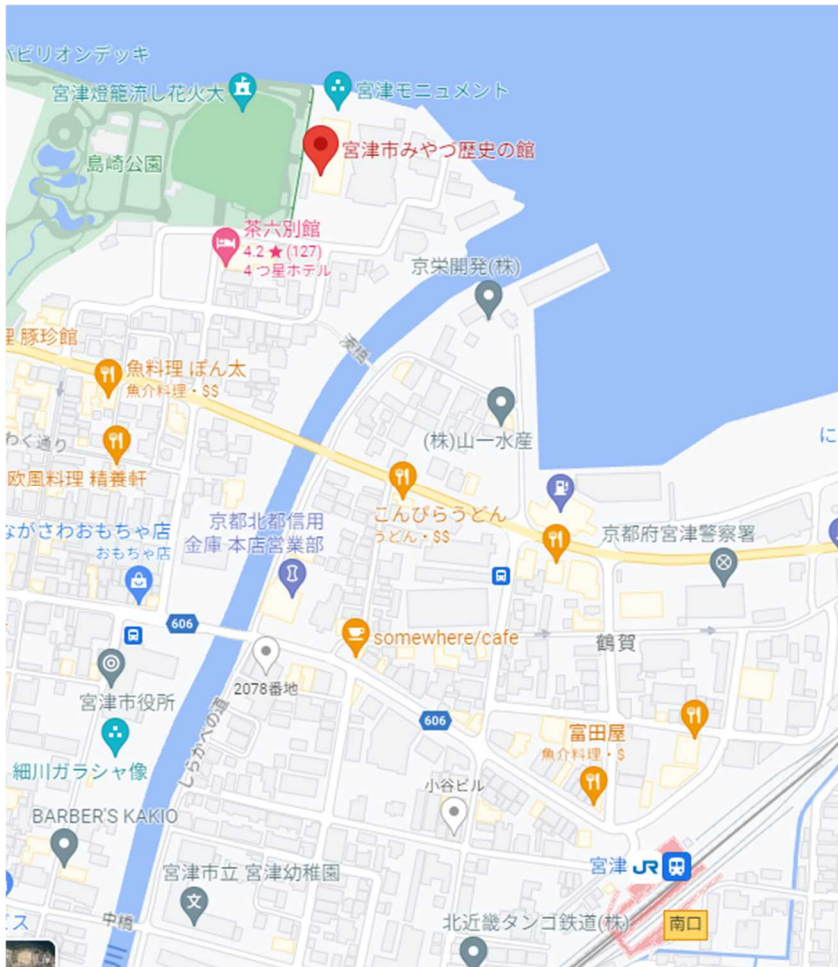 パビリオンデッキ
宮津燈籠流し花火大
宮津モニュメント
宮津市みやづ歴史の館
島崎公園
茶六別館
4.2 ★ (127)
4 つ星ホテル
京栄開発(株)
湊橋
理 豚珍館
魚料理 ぽん太
魚介料理・$$
(株)山一水産
わく通り
に
欧風料理 精養軒
こんぴらうどん
うどん・$$
京都北都信用
金庫 本店営業部
京都府宮津警察署
ながさわおもちゃ店
おもちゃ店
606
somewhere/cafe
鶴賀
2078番地
宮津市役所
しらかべの道
606
富田屋
魚介料理・$
細川ガラシャ像
小谷ビル
BARBER'S KAKIO
宮津 JR
宮津市立 宮津幼稚園
文
中橋
ビス
北近畿タンゴ鉄道(株)
南口